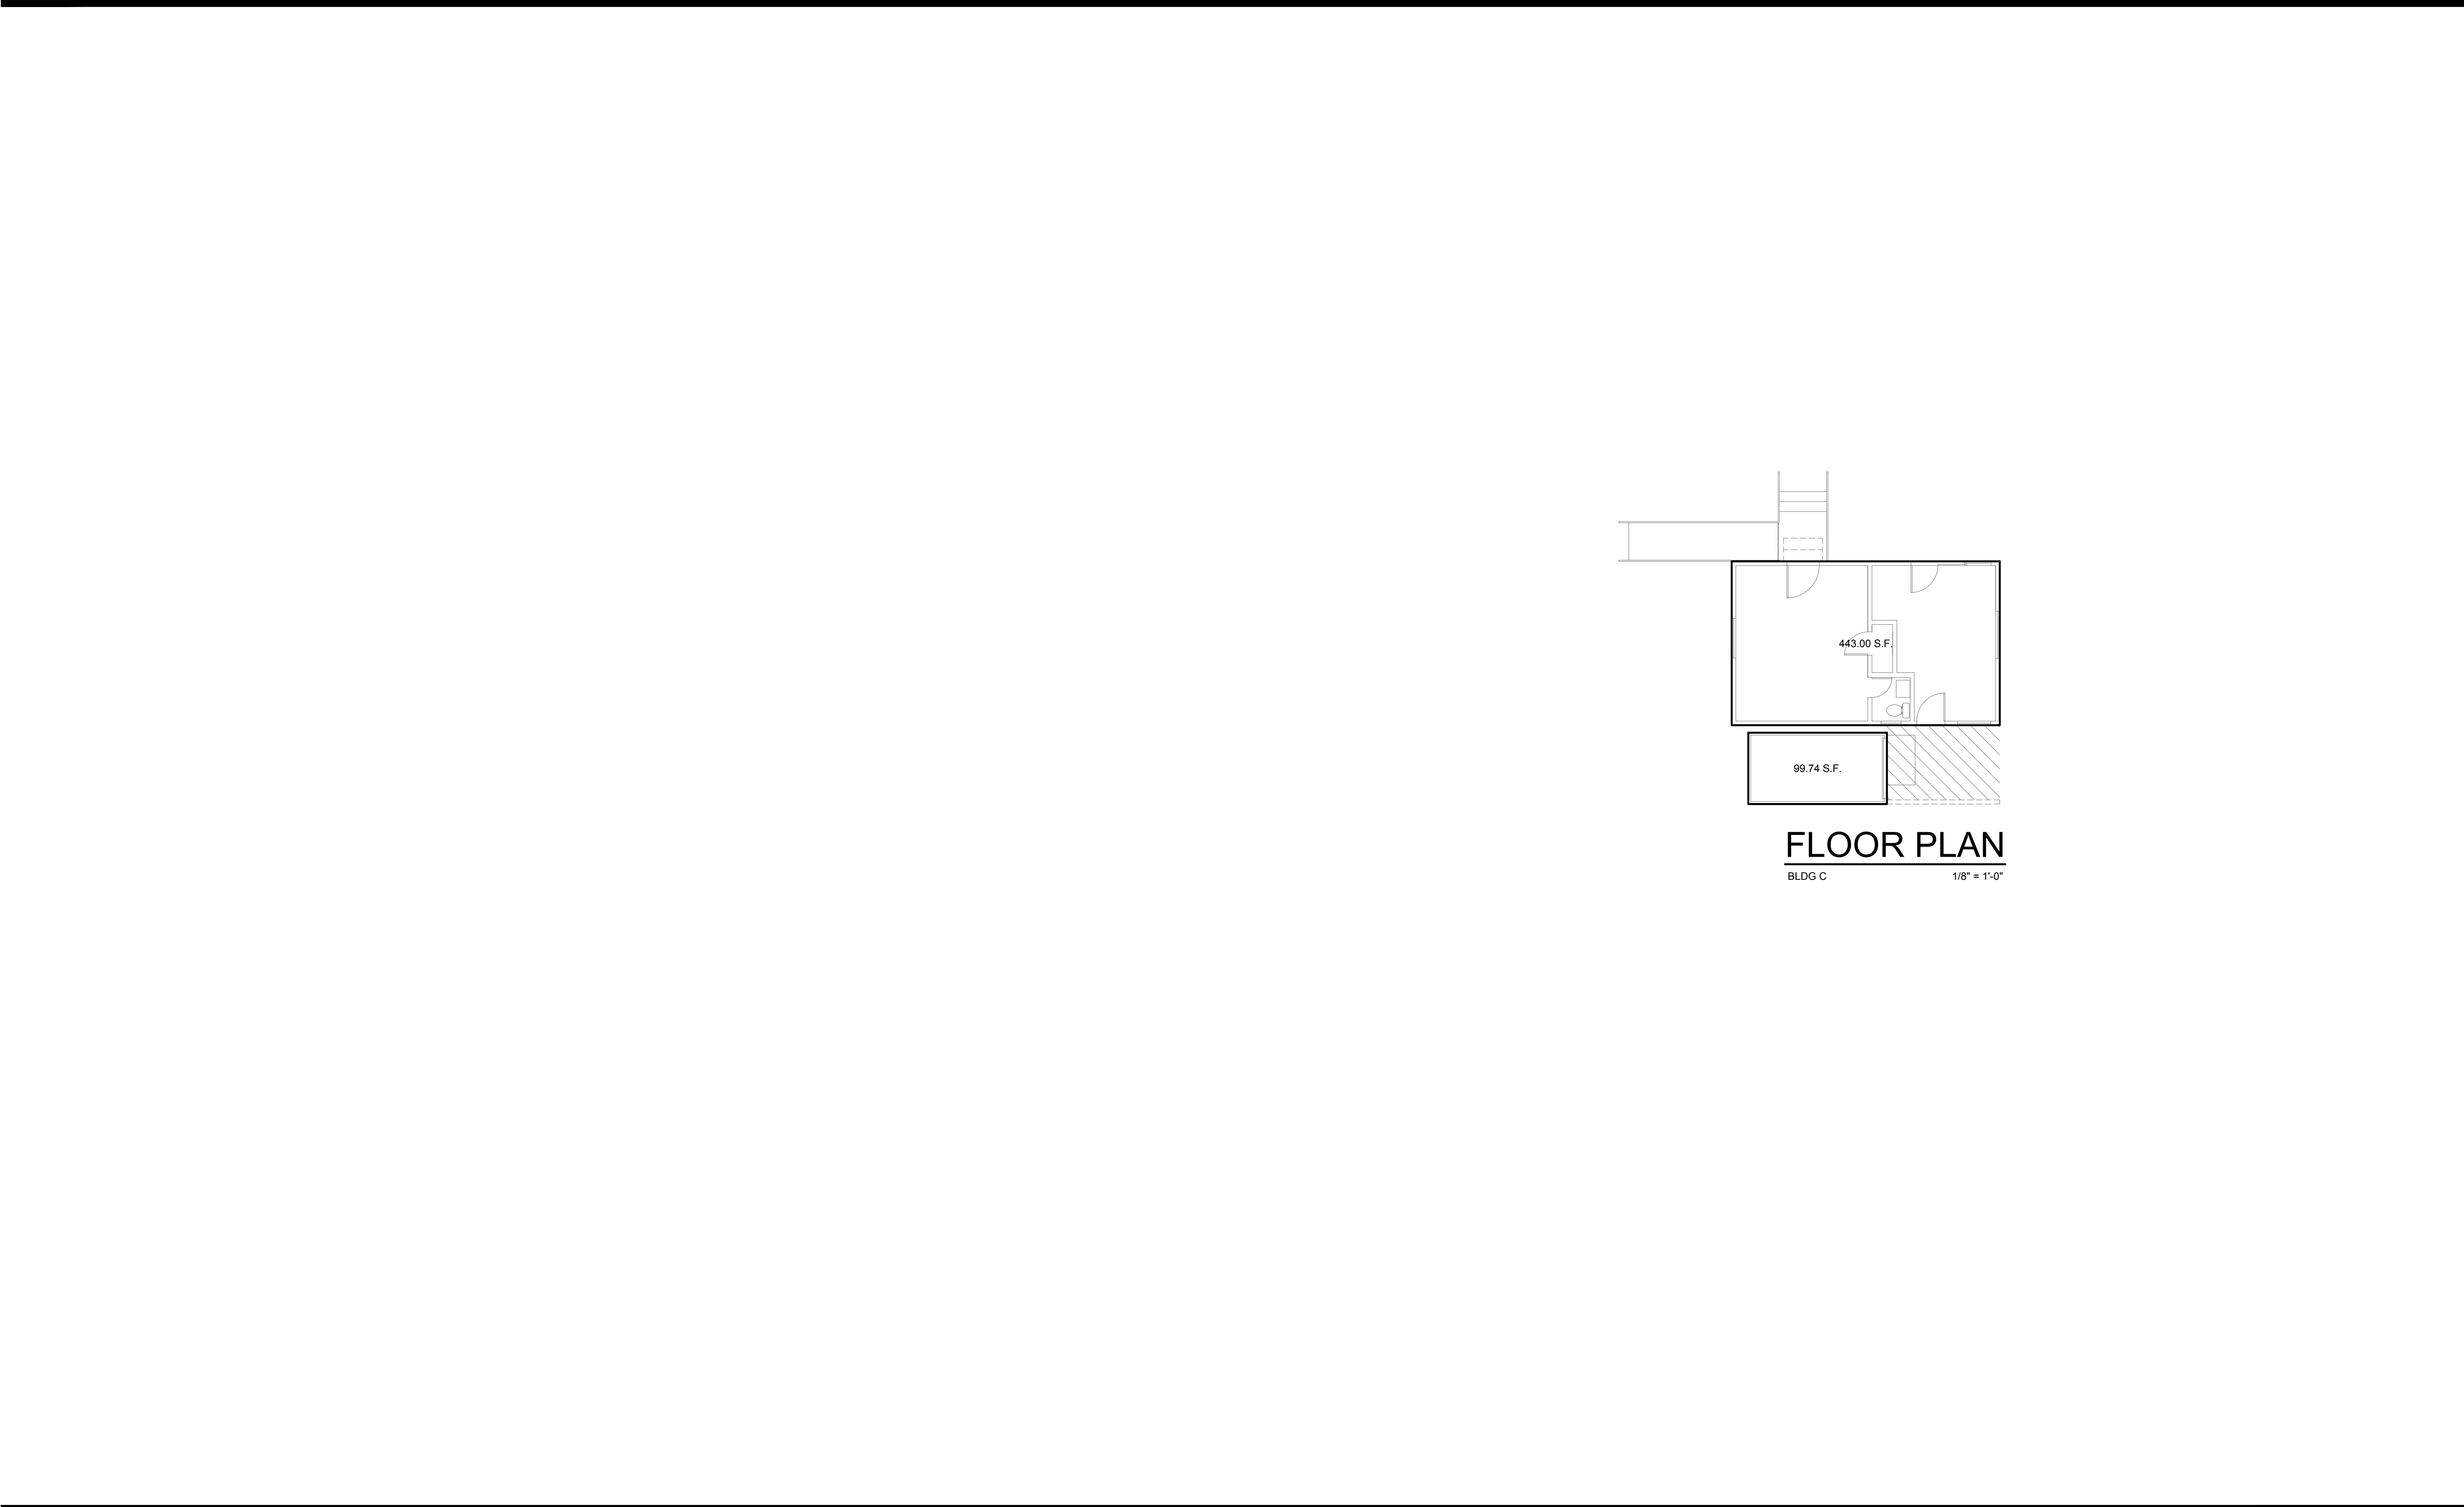 443.00 S.F.
99.74 S.F.
FLOOR PLAN
BLDG C 1/8" = 1'-0"